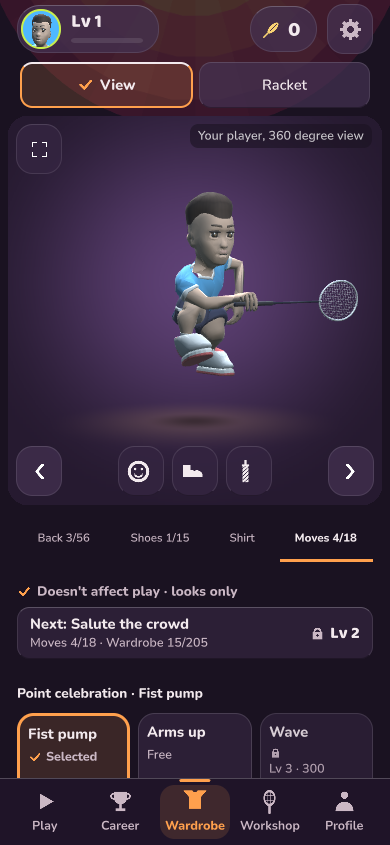 Lv 1
0
View
Racket
Your player, 360 degree view
Back 3/56
Shoes 1/15
Shirt
Moves 4/18
Doesn't affect play · looks only
Next: Salute the crowd
Moves 4/18 · Wardrobe 15/205
Lv 2
Point celebration · Fist pump
Fist pump
Selected
Arms up
Free
Wave
Lv 3 · 300
Play
Career
Wardrobe
Workshop
Profile